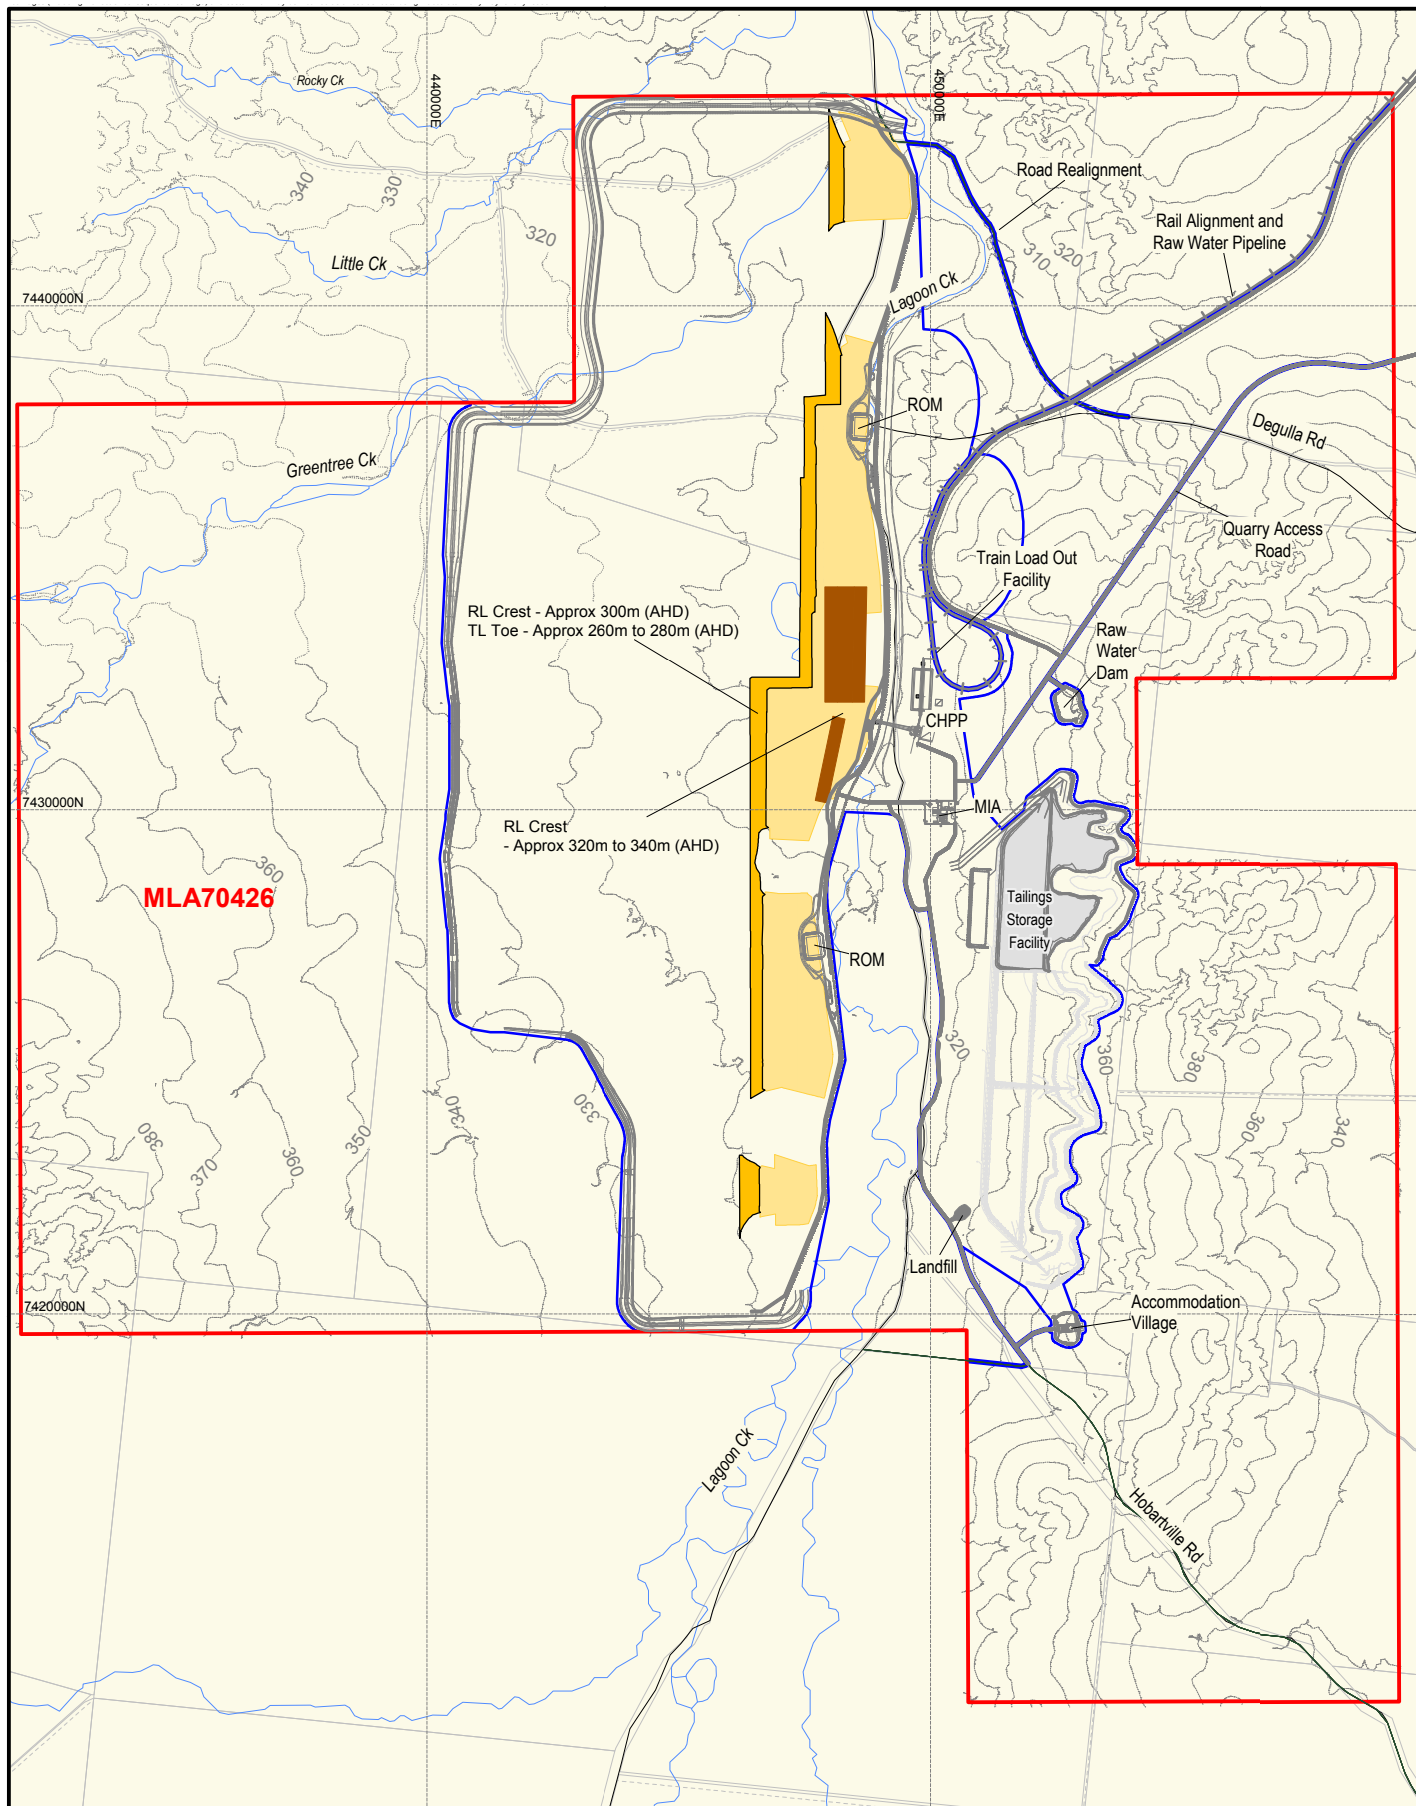 Rocky Ck
440000E
450000E
Road Realignment
340
330
Rail Alignment and
Raw Water Pipeline
320
320
310
Little Ck
Lagoon Ck
7440000N
ROM
Degulla Rd
Greentree Ck
Quarry Access
Road
Train Load Out
Facility
RL Crest - Approx 300m (AHD)
TL Toe - Approx 260m to 280m (AHD)
Raw
Water
Dam
CHPP
7430000N
MIA
RL Crest
- Approx 320m to 340m (AHD)
360
MLA70426
Tailings
Storage
Facility
ROM
320
360
380
340
330
380
370
360
350
360
340
Landfill
7420000N
Accommodation
Village
Lagoon Ck
Hobartville Rd